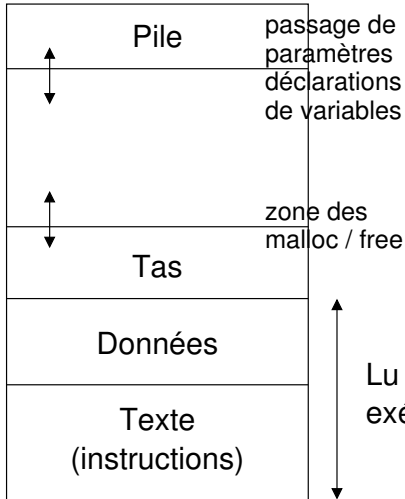 Pile
passage de
paramètres
déclarations
de variables
zone des
malloc / free
Tas
Données
Lu
Texte
(instructions)